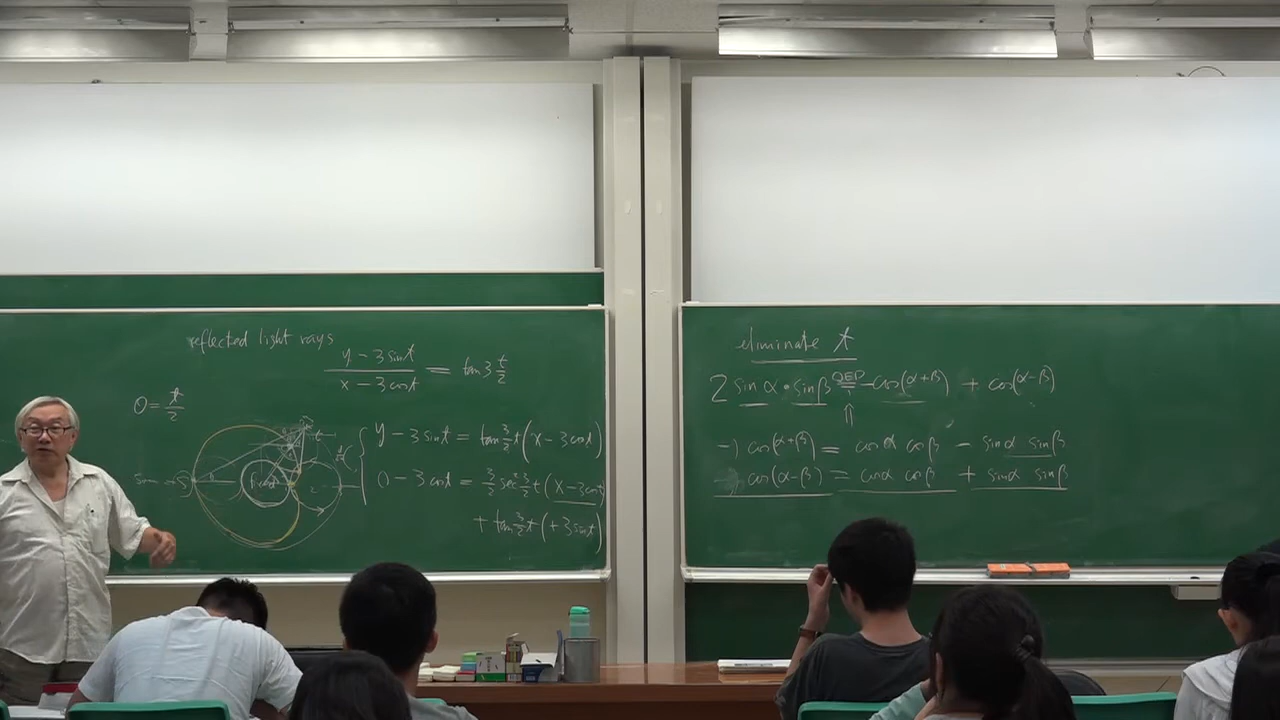 reflected light rays
y - 3 sin t / x - 3 cos t = tan 3 t/2
θ = t/2
y - 3 sin t = tan 3/2 t (x - 3 cos t)
0 - 3 cos t = 3/2 sec² 3/2 t (x - 3 cos t)
+ tan 3/2 t (+3 sin t)
eliminate t
2 sin α · sin β QED = -cos(α+β) + cos(α-β)
⇑
-) cos(α+β) = cos α cos β - sin α sin β
cos(α-β) = cos α cos β + sin α sin β